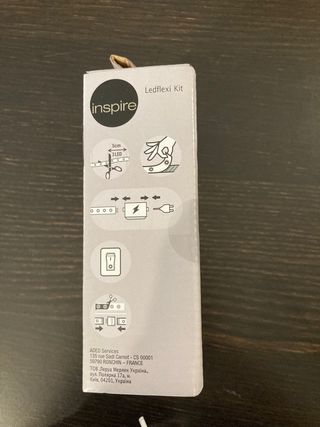 inspire
Ledflexi Kit
5cm
3 LED
ADEO Services
135 rue Sadi Carnot - CS 00001
59790 RONCHIN - FRANCE
ТОВ „Леруа Мерлен Україна”,
вул. Полярна 17а, м.
Київ, 04201, Україна